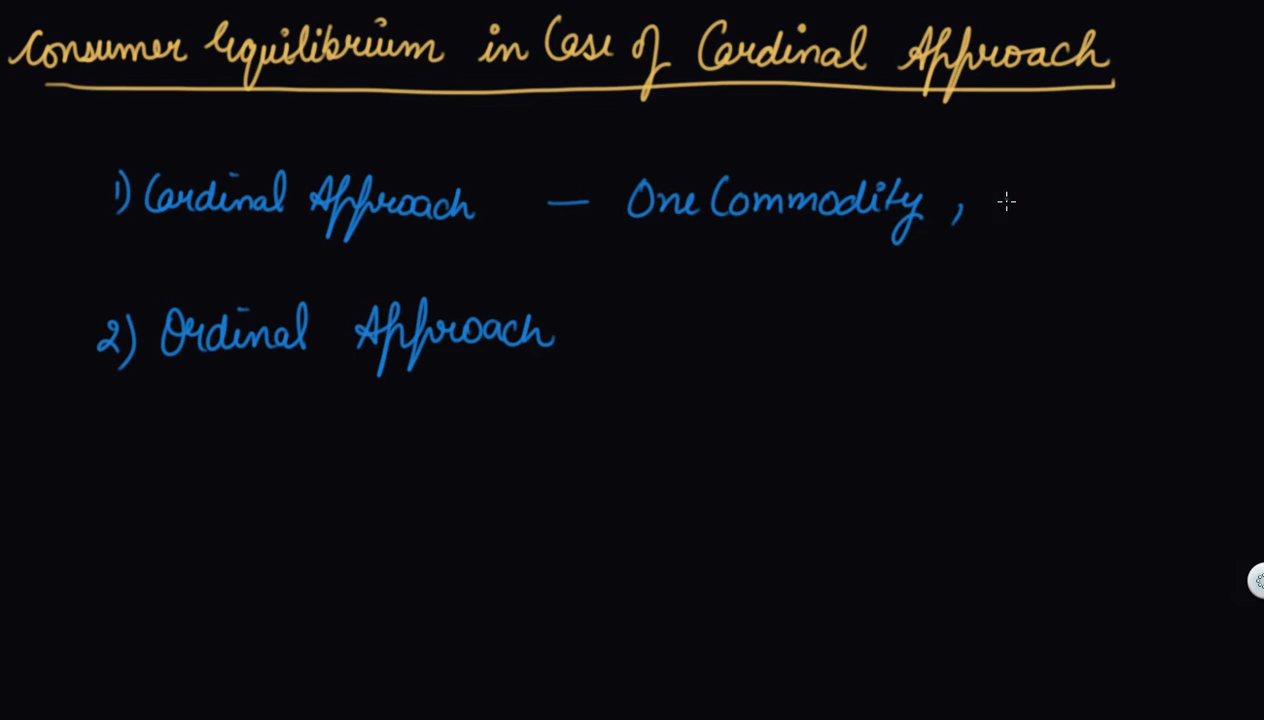 Consumer Equilibrium in Case of Cardinal Approach
1) Cardinal Approach — One Commodity ,
2) Ordinal Approach